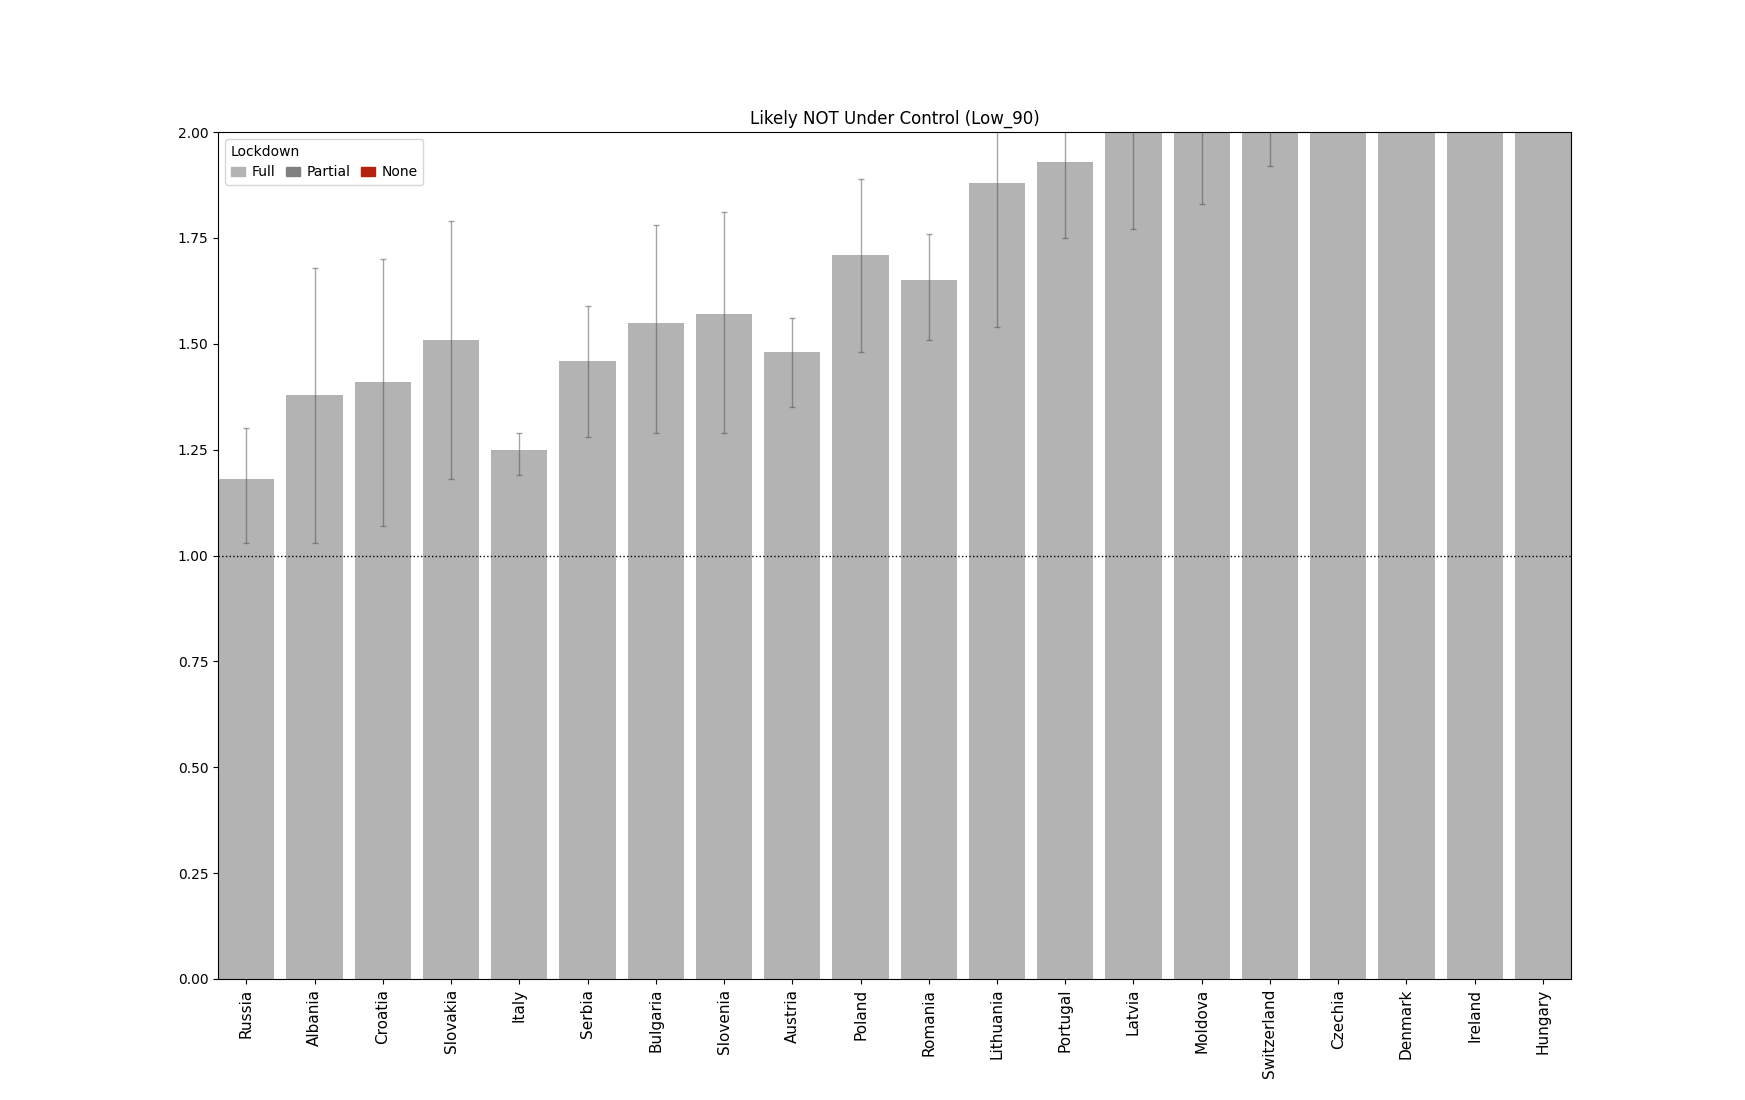 Likely NOT Under Control (Low_90)
Lockdown
Full Partial None
2.00
1.75
1.50
1.25
1.00
0.75
0.50
0.25
0.00
Russia
Albania
Croatia
Slovakia
Italy
Serbia
Bulgaria
Slovenia
Austria
Poland
Romania
Lithuania
Portugal
Latvia
Moldova
Switzerland
Czechia
Denmark
Ireland
Hungary